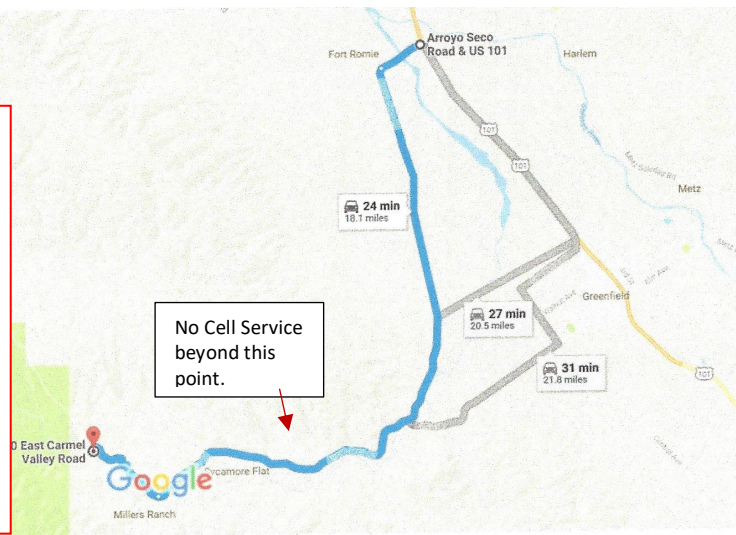 Arroyo Seco
Road & US 101
Fort Romie
Harlem
101
101
Metz
24 min
18.1 miles
Greenfield
27 min
20.5 miles
31 min
21.8 miles
101
No Cell Service
beyond this
point.
0 East Carmel
Valley Road
Google
Sycamore Flat
Millers Ranch